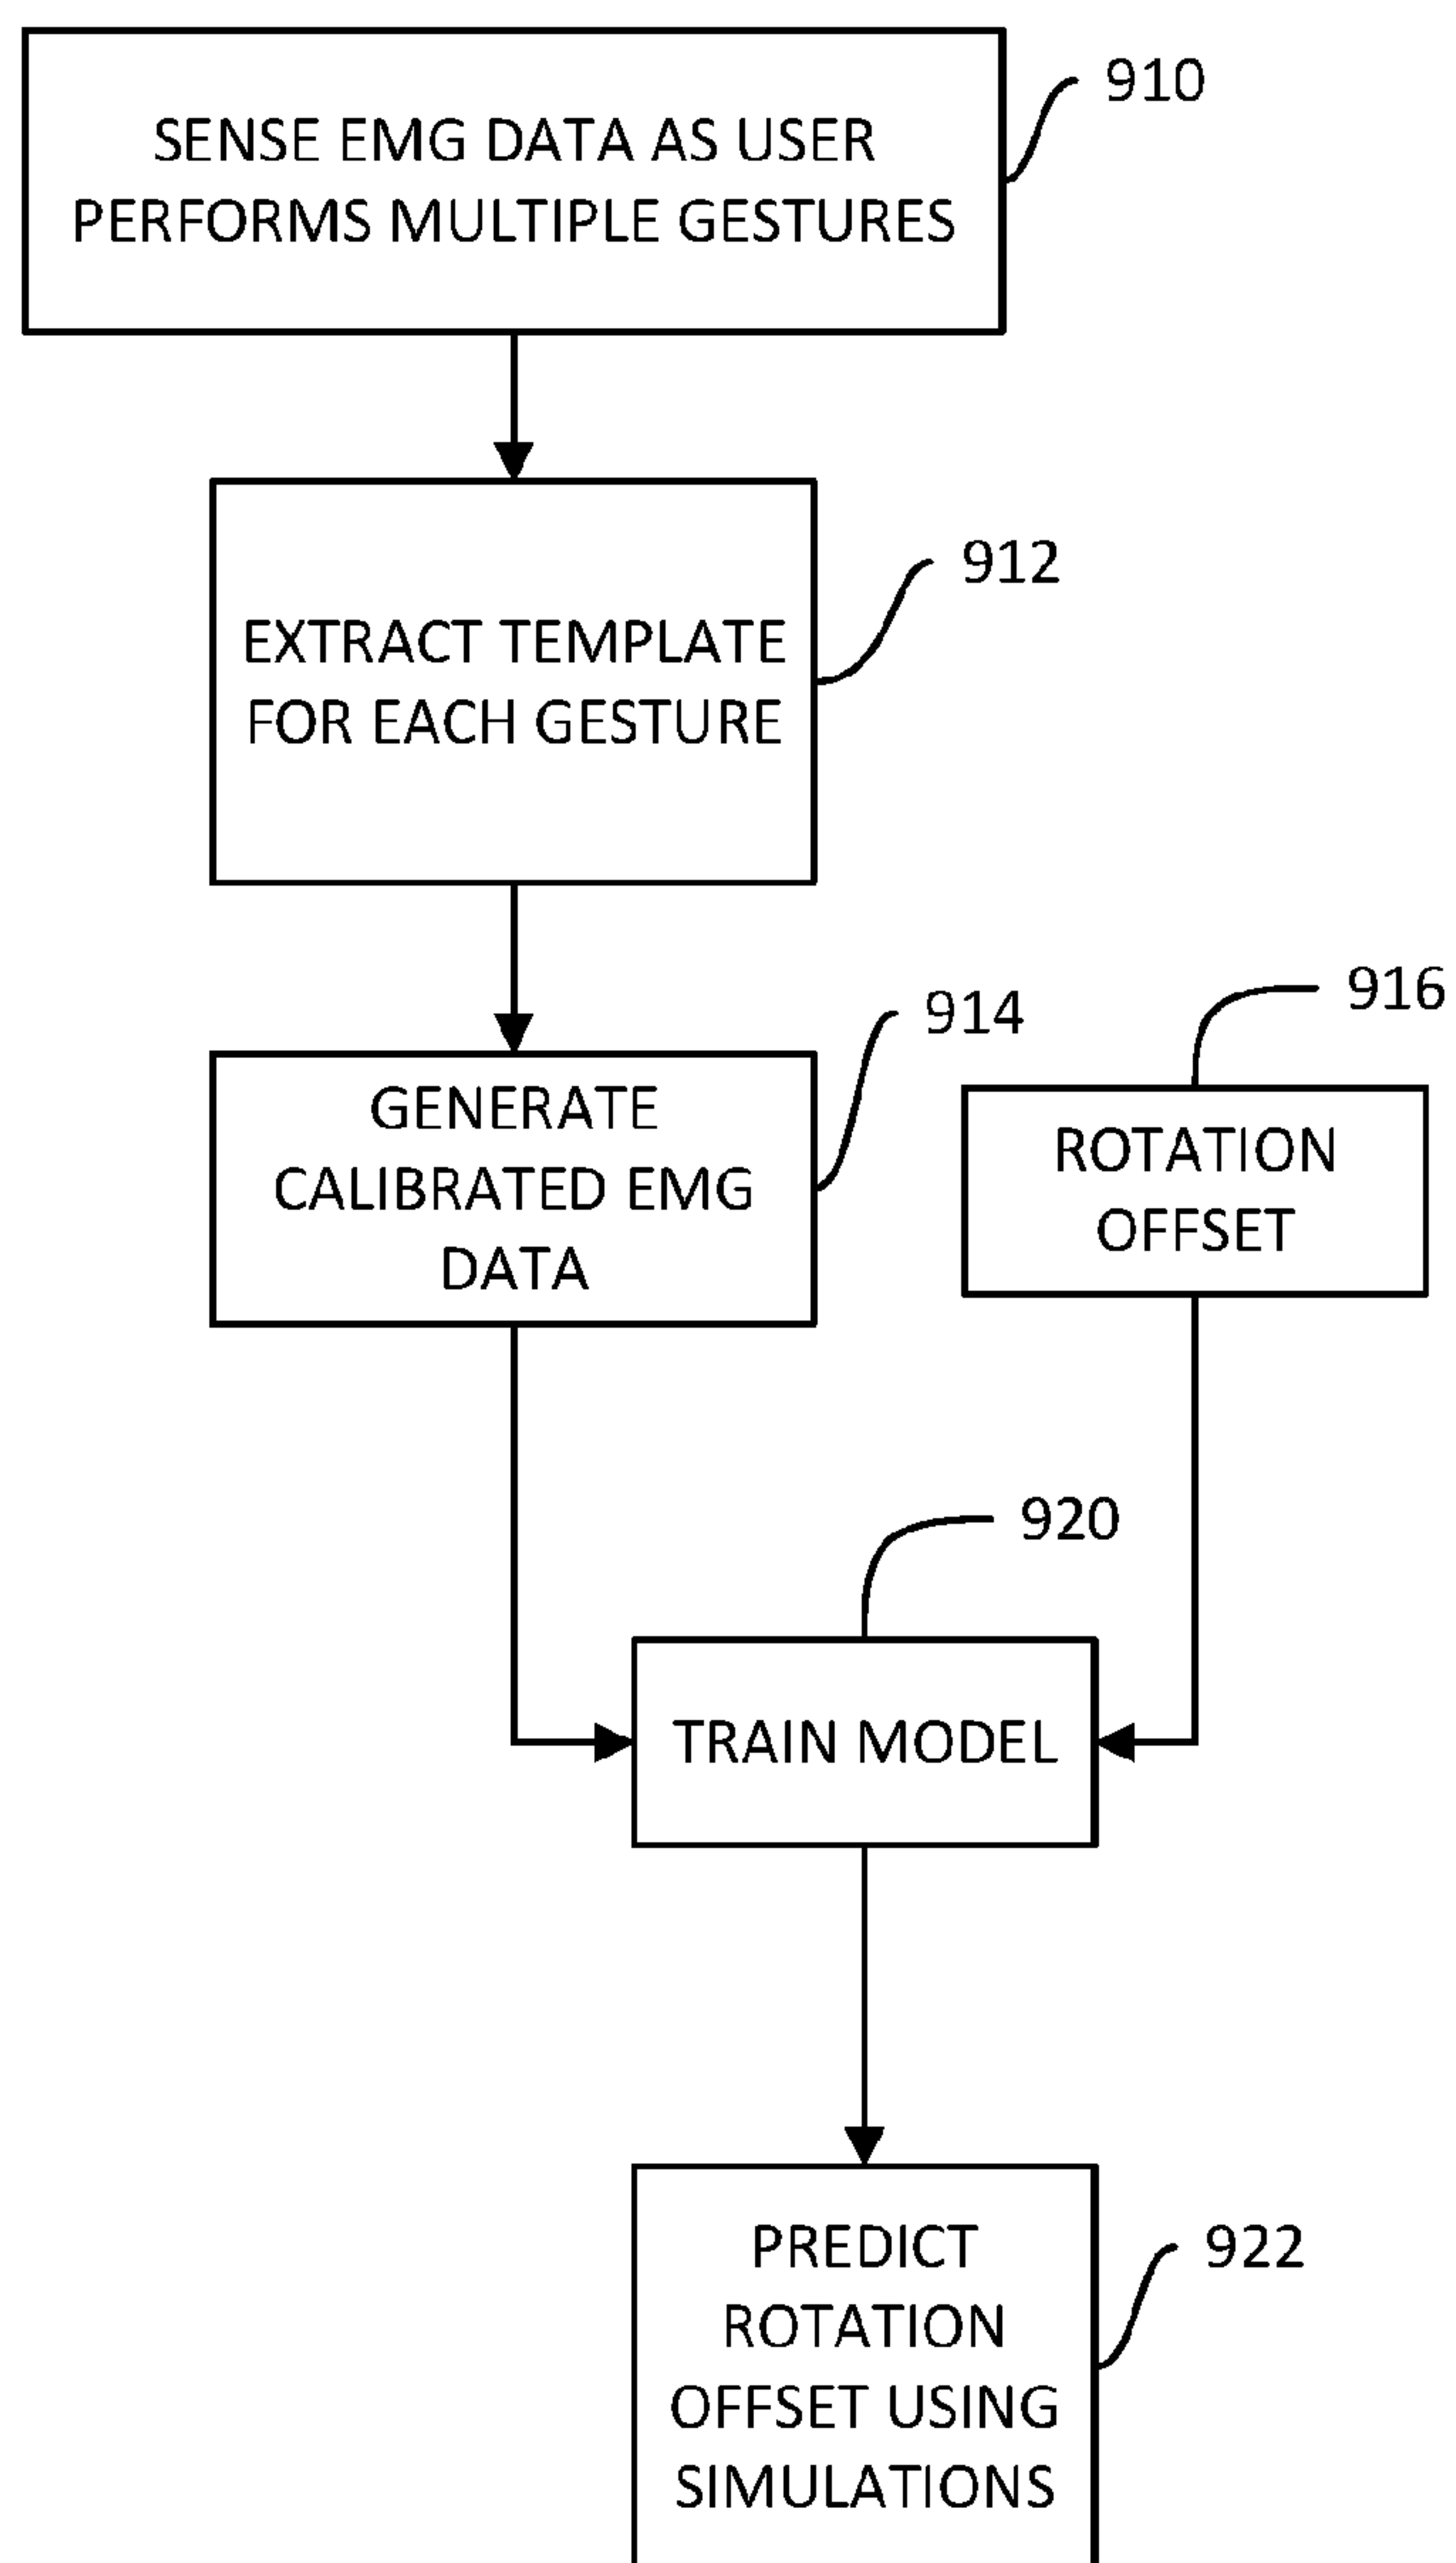 910
SENSE EMG DATA AS USER
PERFORMS MULTIPLE GESTURES
912
EXTRACT TEMPLATE
FOR EACH GESTURE
914
GENERATE
CALIBRATED EMG
DATA
916
ROTATION
OFFSET
920
TRAIN MODEL
922
PREDICT
ROTATION
OFFSET USING
SIMULATIONS